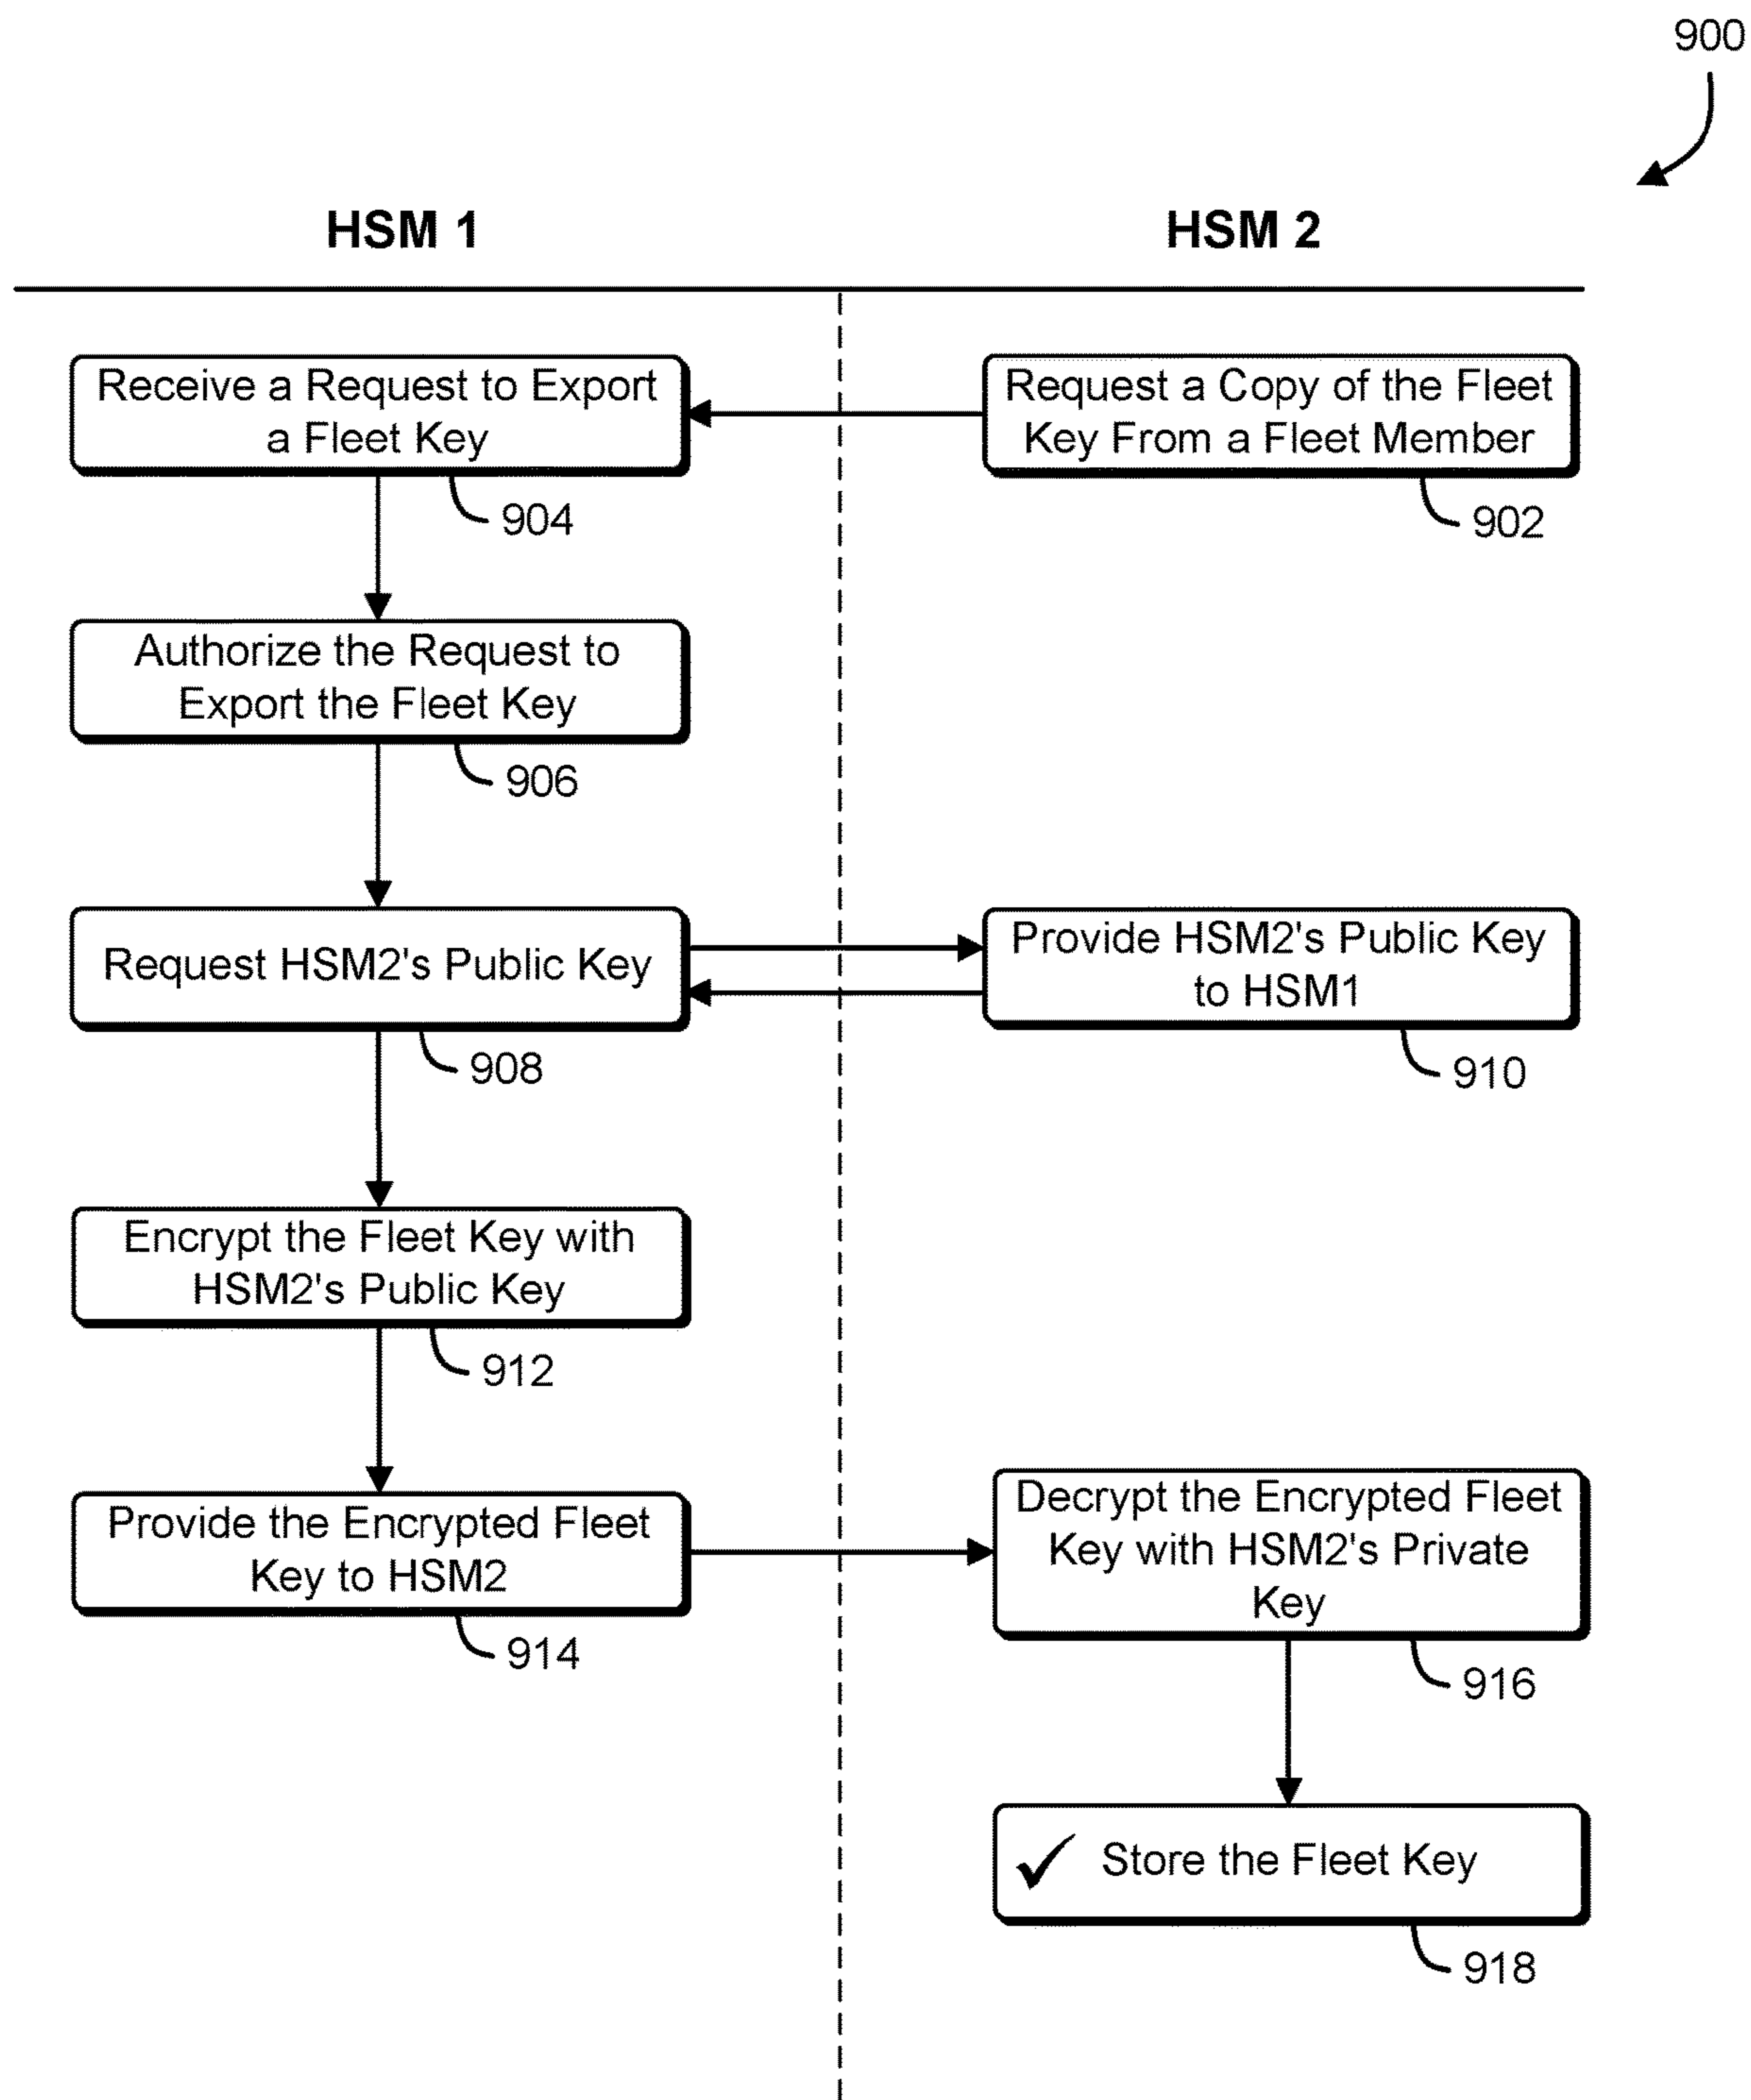 900
HSM 1
HSM 2
Receive a Request to Export
a Fleet Key
904
Request a Copy of the Fleet
Key From a Fleet Member
902
Authorize the Request to
Export the Fleet Key
906
Request HSM2's Public Key
908
Provide HSM2's Public Key
to HSM1
910
Encrypt the Fleet Key with
HSM2's Public Key
912
Provide the Encrypted Fleet
Key to HSM2
914
Decrypt the Encrypted Fleet
Key with HSM2's Private
Key
916
Store the Fleet Key
918